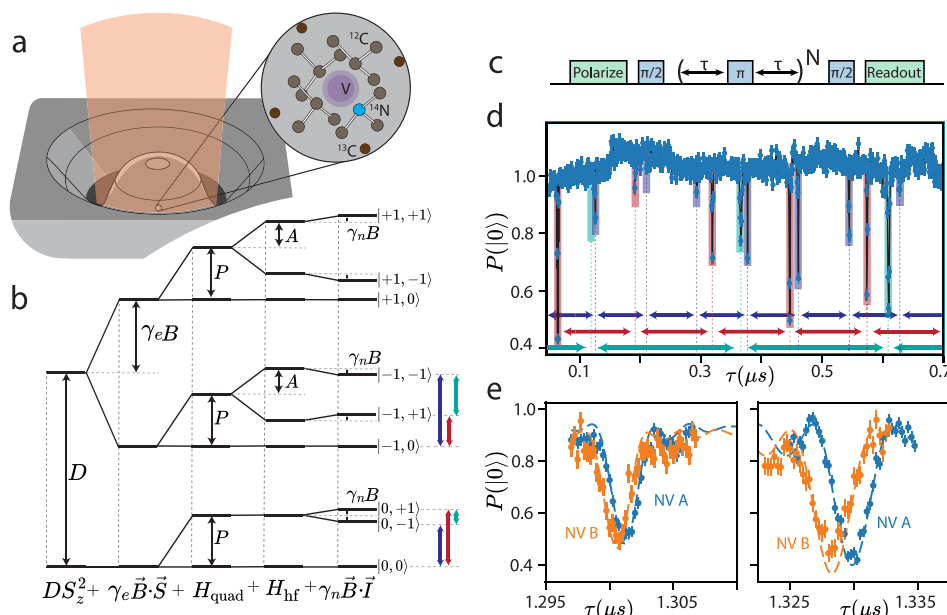 a
¹²C
V
¹⁴N
¹³C
b
D
γₑB
P
A
γₙB
|+1,+1⟩
|+1,−1⟩
|+1,0⟩
P
A
γₙB
|−1,−1⟩
|−1,+1⟩
|−1,0⟩
P
γₙB
|0,+1⟩
|0,−1⟩
|0,0⟩
DS_z² + γₑB⃗·S⃗ + H_quad + H_hf + γₙB⃗·I⃗
c
Polarize π/2 (τ π τ)ᴺ π/2 Readout
d
P(|0⟩)
1.0
0.8
0.6
0.4
0.1 0.3 0.5 0.7
τ(μs)
e
P(|0⟩)
1.0
0.8
0.6
0.4
NV B
NV A
1.295 1.305
τ(μs)
NV B
NV A
1.325 1.335
τ(μs)